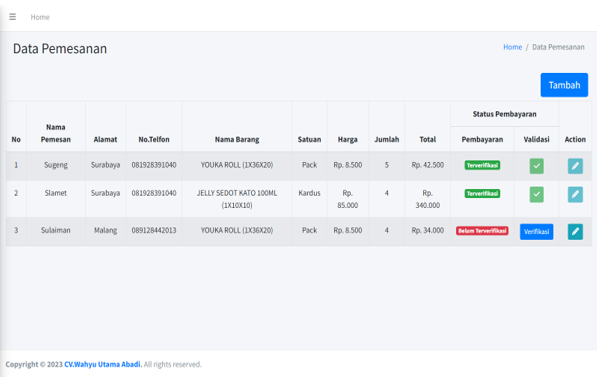 Home
Data Pemesanan
Home / Data Pemesanan
Tambah
No Nama Pemesan Alamat No.Telfon Nama Barang Satuan Harga Jumlah Total Status Pembayaran Action
Pembayaran Validasi
1 Sugeng Surabaya 081928391040 YOUKA ROLL (1X36X20) Pack Rp. 8.500 5 Rp. 42.500 Terverifikasi
2 Slamet Surabaya 081928391040 JELLY SEDOT KATO 100ML (1X10X10) Kardus Rp. 85.000 4 Rp. 340.000 Terverifikasi
3 Sulaiman Malang 089128442013 YOUKA ROLL (1X36X20) Pack Rp. 8.500 4 Rp. 34.000 Belum Terverifikasi Verifikasi
Copyright © 2023 CV.Wahyu Utama Abadi. All rights reserved.